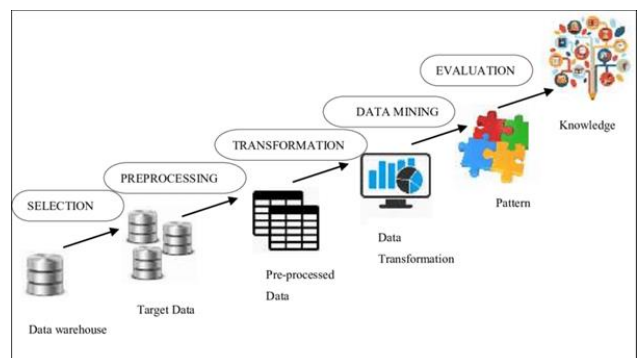 EVALUATION
DATA MINING
Knowledge
TRANSFORMATION
PREPROCESSING
Pattern
SELECTION
Data
Transformation
Pre-processed
Data
Target Data
Data warehouse